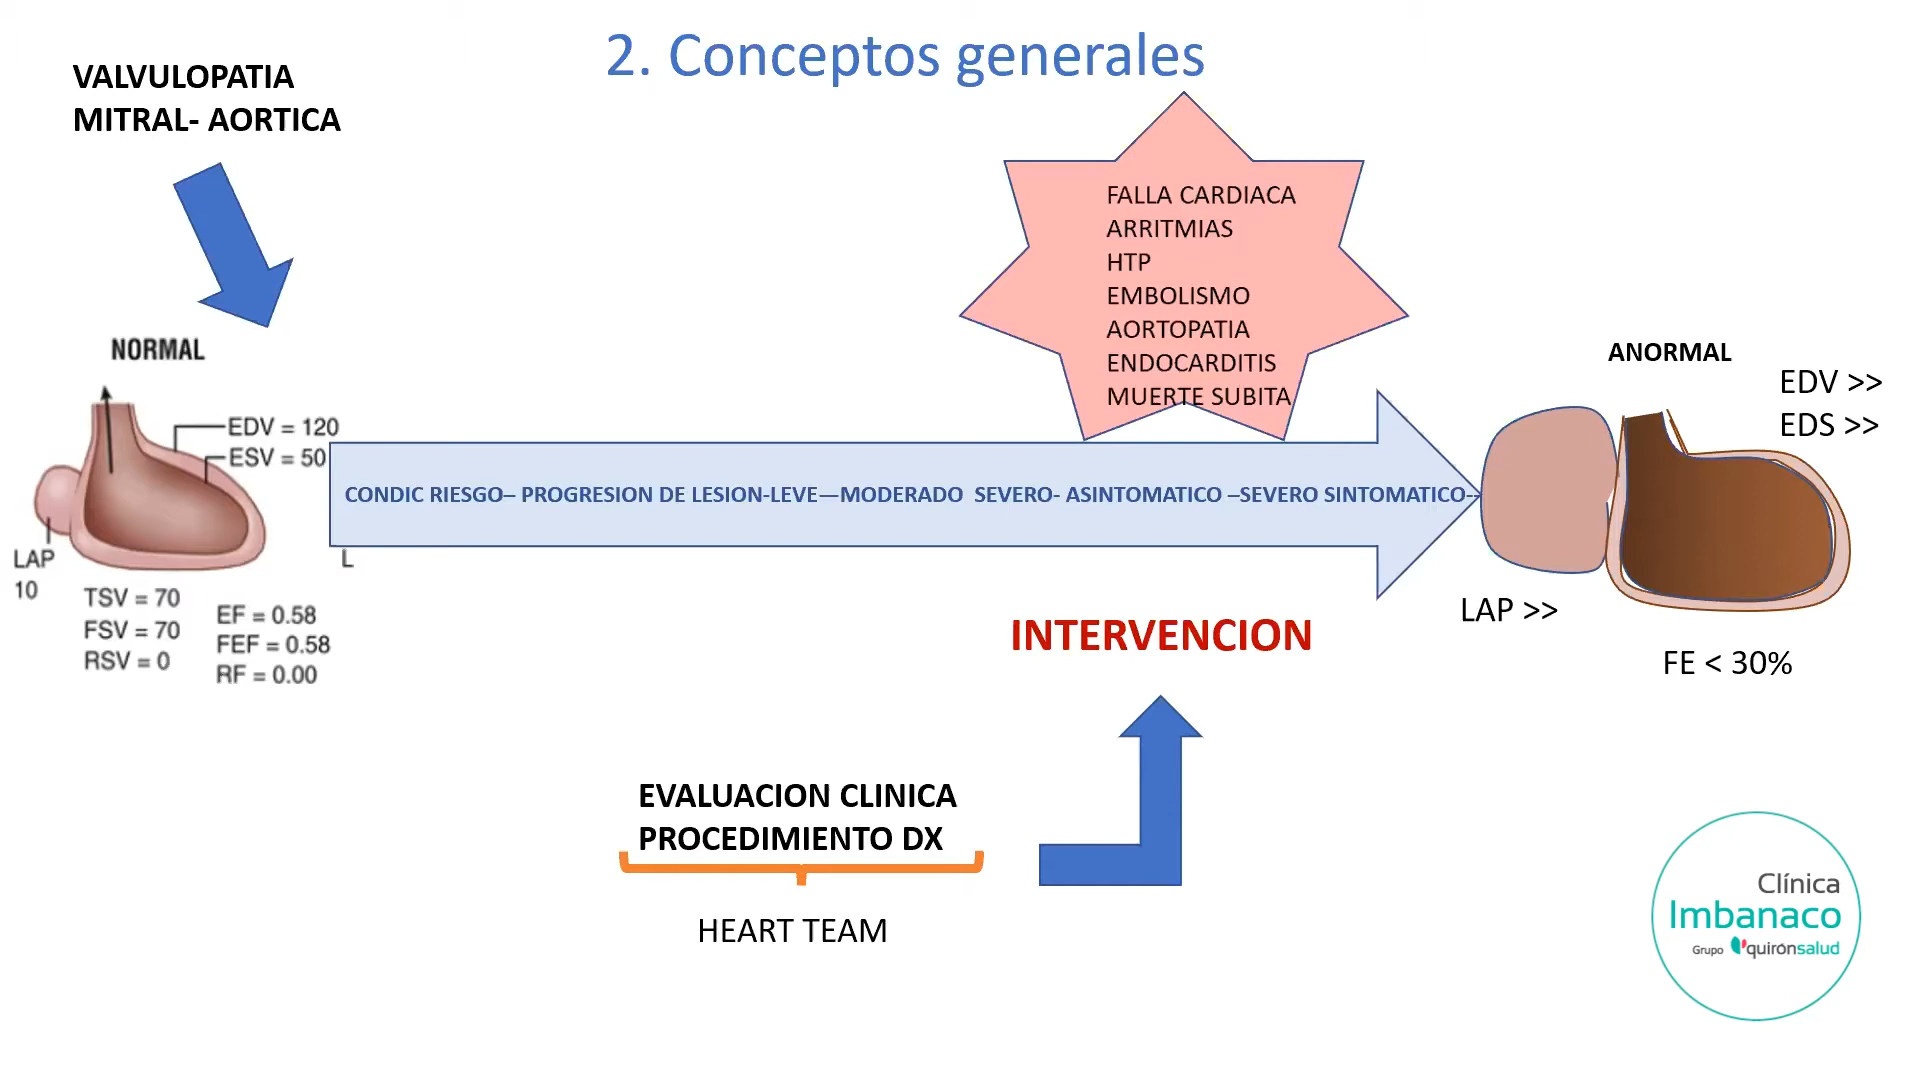 2. Conceptos generales
VALVULOPATIA
MITRAL- AORTICA
FALLA CARDIACA
ARRITMIAS
HTP
EMBOLISMO
AORTOPATIA
ENDOCARDITIS
MUERTE SUBITA
NORMAL
EDV = 120
ESV = 50
LAP
10
TSV = 70
FSV = 70
RSV = 0
EF = 0.58
FEF = 0.58
RF = 0.00
L
CONDIC RIESGO– PROGRESION DE LESION-LEVE—MODERADO  SEVERO- ASINTOMATICO –SEVERO SINTOMATICO--
ANORMAL
EDV >>
EDS >>
LAP >>
FE < 30%
INTERVENCION
EVALUACION CLINICA
PROCEDIMIENTO DX
HEART TEAM
Clínica
Imbanaco
Grupo quirónsalud